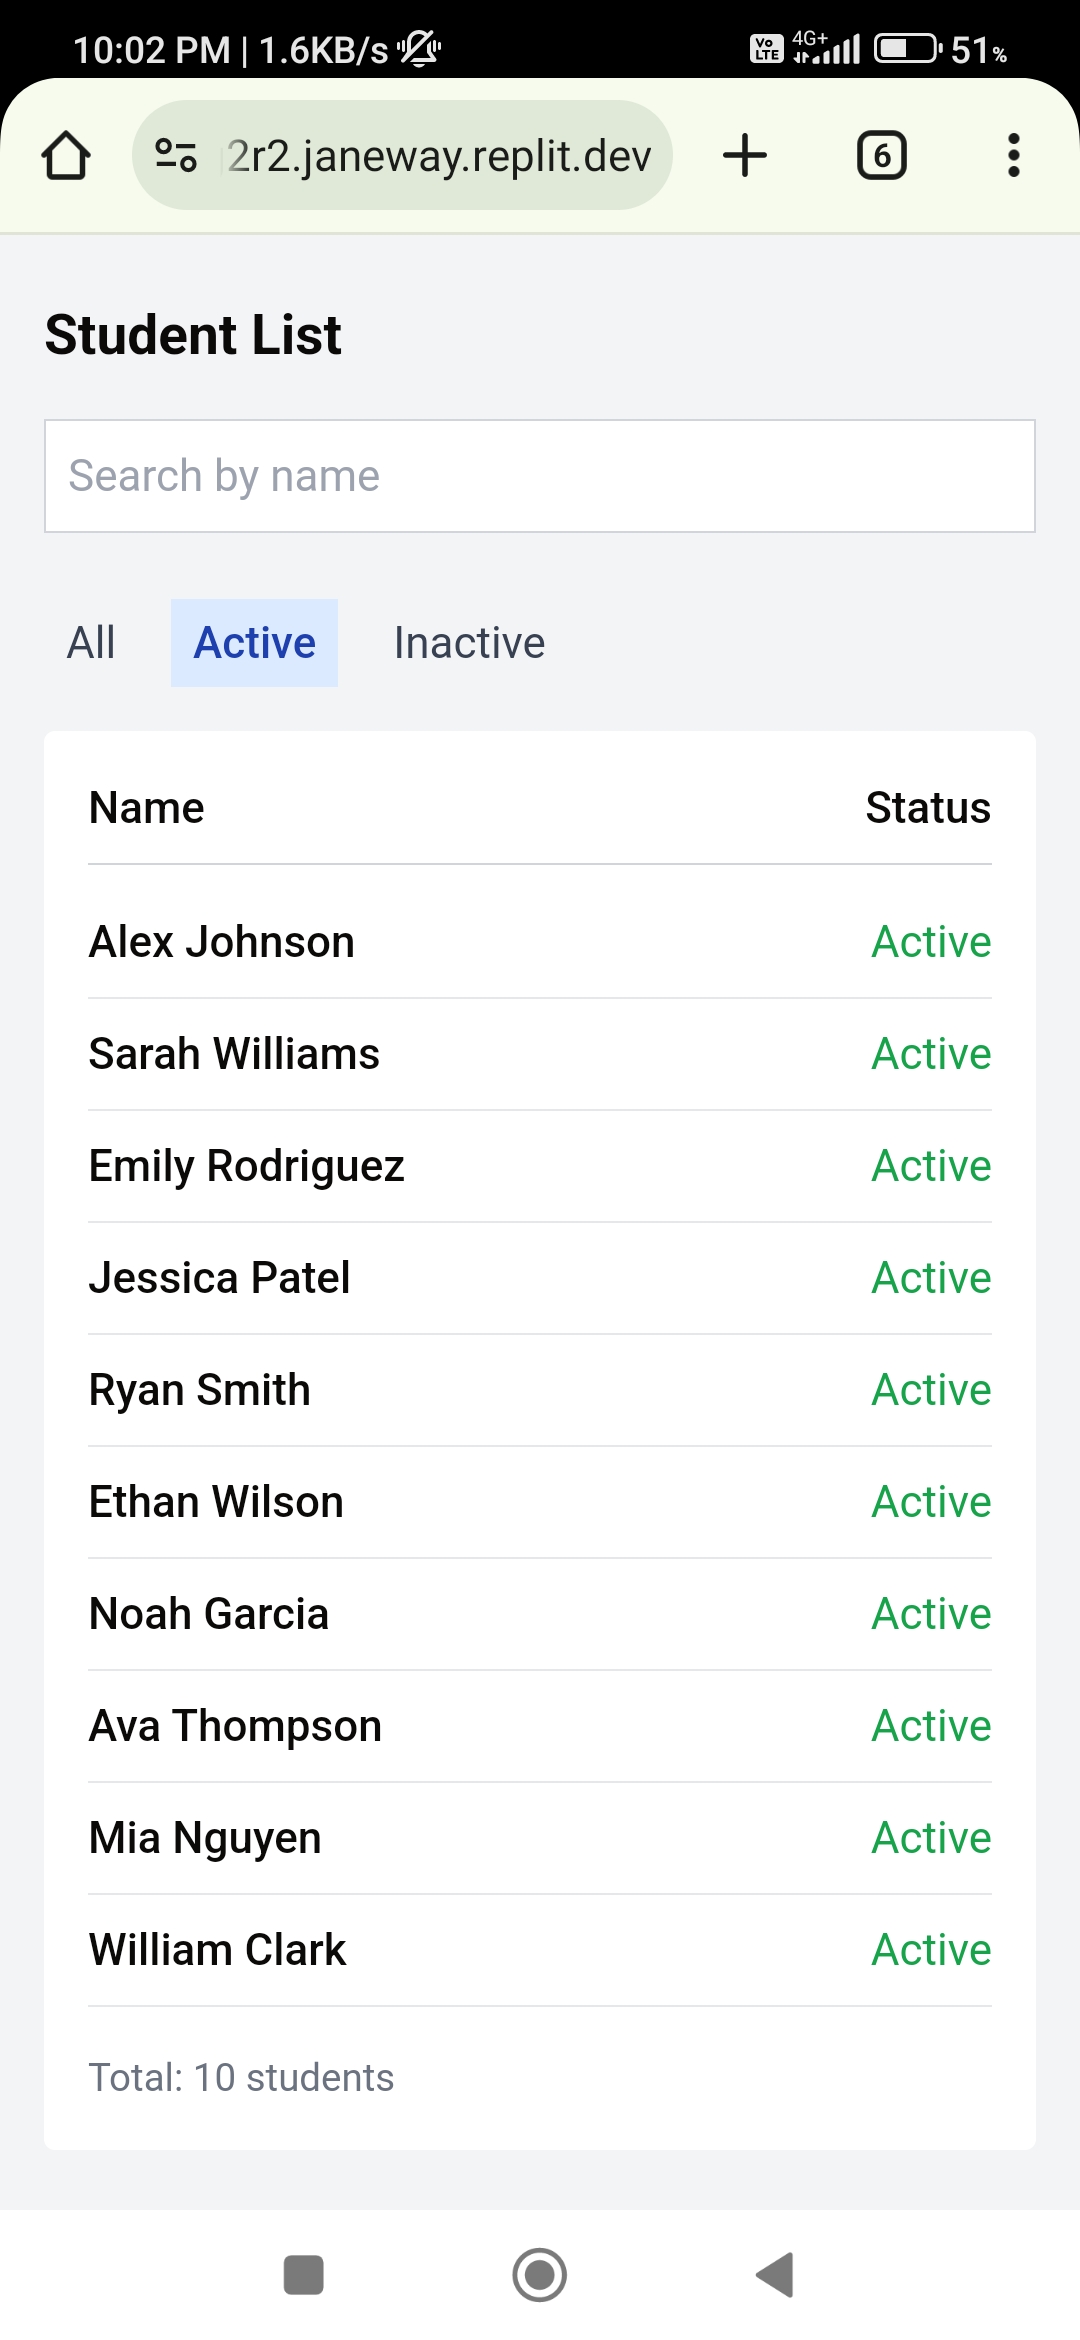 10:02 PM | 1.6KB/s Vo LTE 4G+ 51%
2r2.janeway.replit.dev 6
Student List
Search by name
All Active Inactive
Name Status
Alex Johnson Active
Sarah Williams Active
Emily Rodriguez Active
Jessica Patel Active
Ryan Smith Active
Ethan Wilson Active
Noah Garcia Active
Ava Thompson Active
Mia Nguyen Active
William Clark Active
Total: 10 students